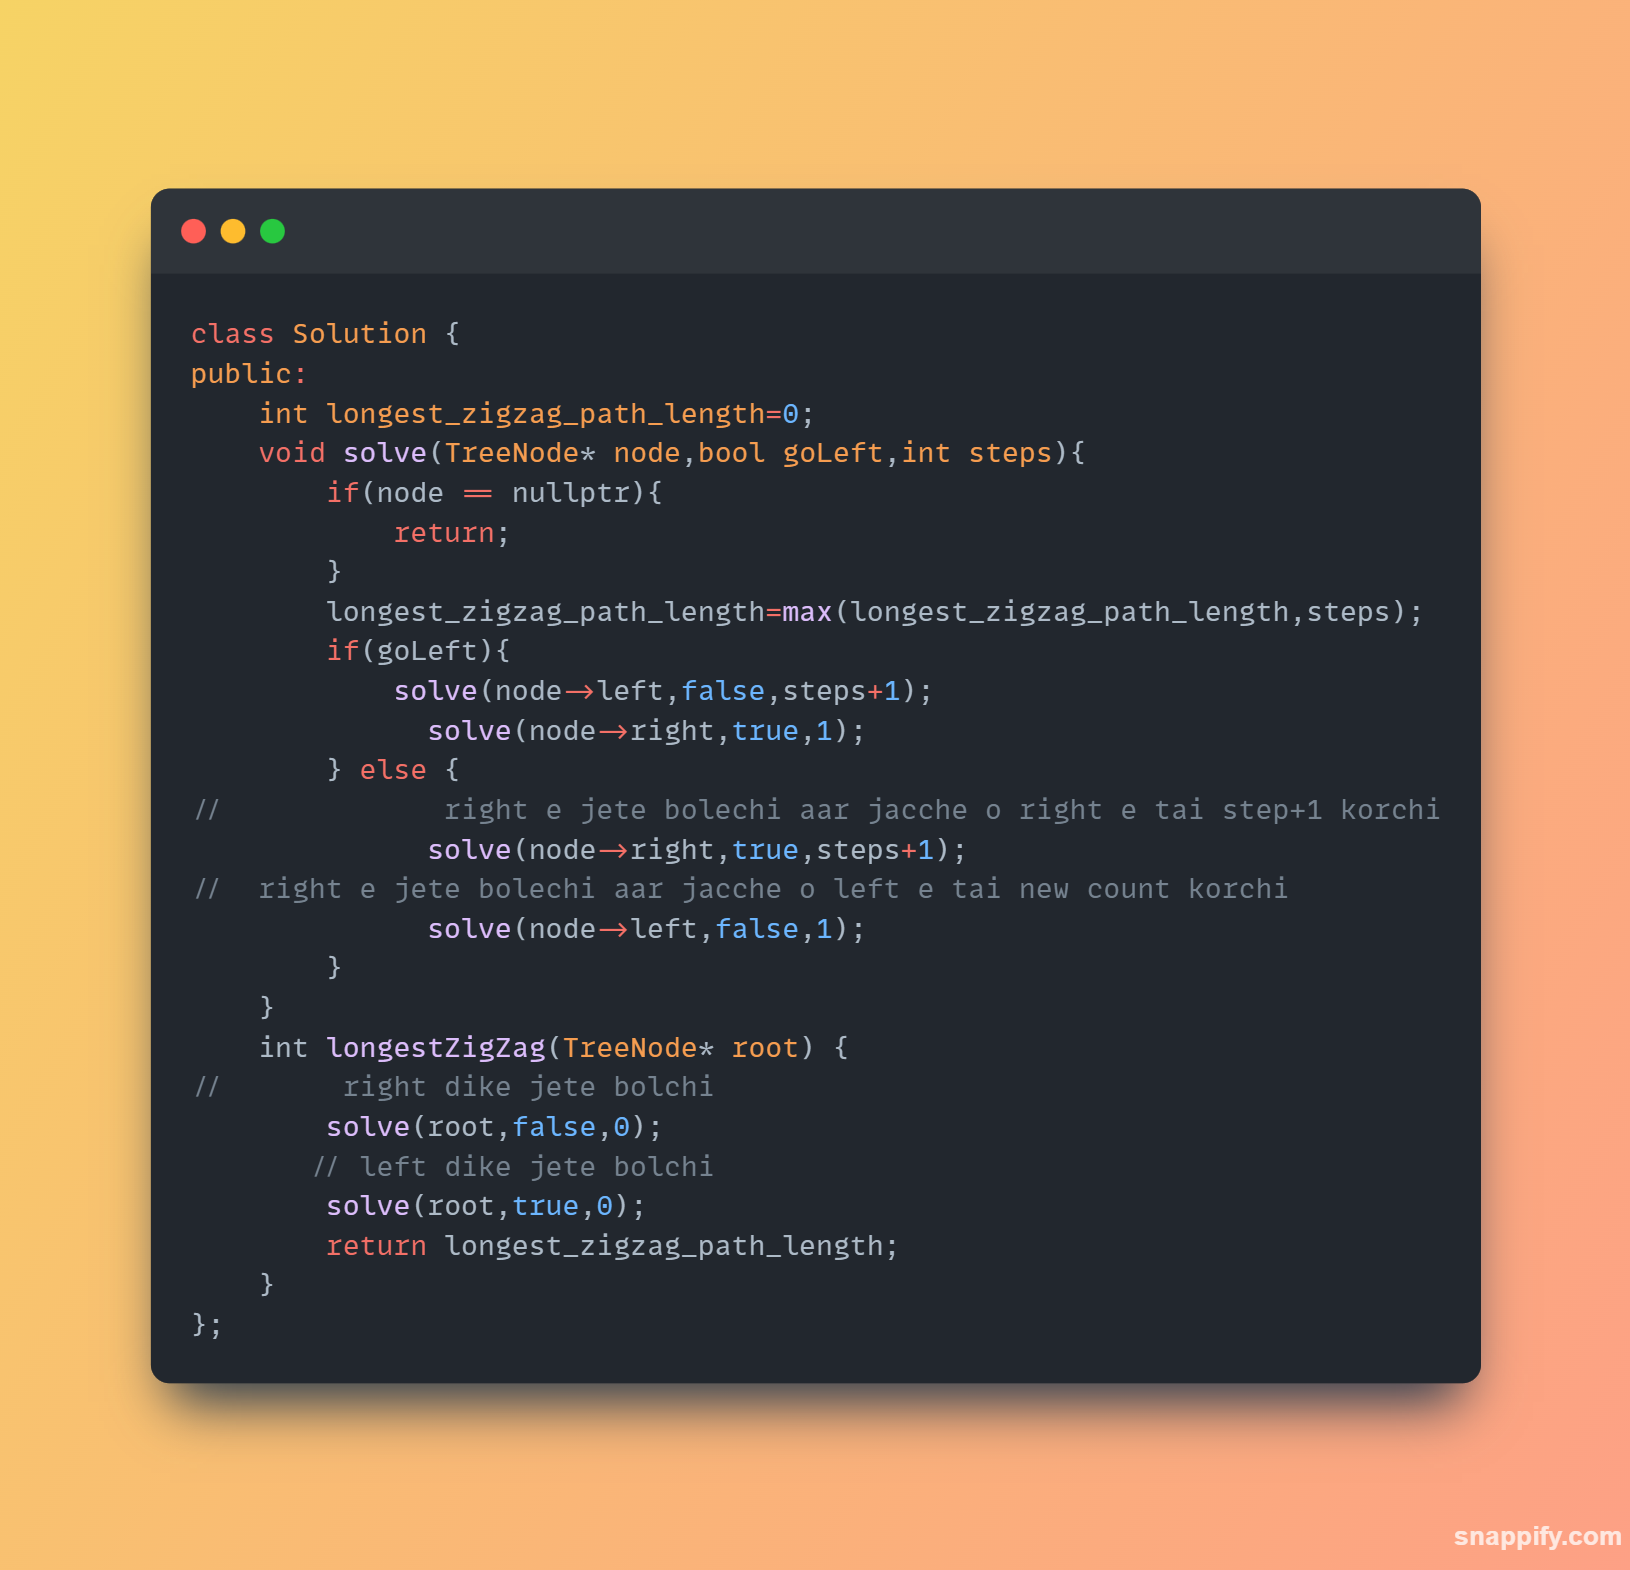 class Solution {
public:
    int longest_zigzag_path_length=0;
    void solve(TreeNode* node,bool goLeft,int steps){
        if(node == nullptr){
            return;
        }
        longest_zigzag_path_length=max(longest_zigzag_path_length,steps);
        if(goLeft){
            solve(node->left,false,steps+1);
              solve(node->right,true,1);
        } else {
//             right e jete bolechi aar jacche o right e tai step+1 korchi
              solve(node->right,true,steps+1);
//  right e jete bolechi aar jacche o left e tai new count korchi
              solve(node->left,false,1);
        }
    }
    int longestZigZag(TreeNode* root) {
//       right dike jete bolchi
        solve(root,false,0);
       // left dike jete bolchi
        solve(root,true,0);
        return longest_zigzag_path_length;
    }
};
snappify.com